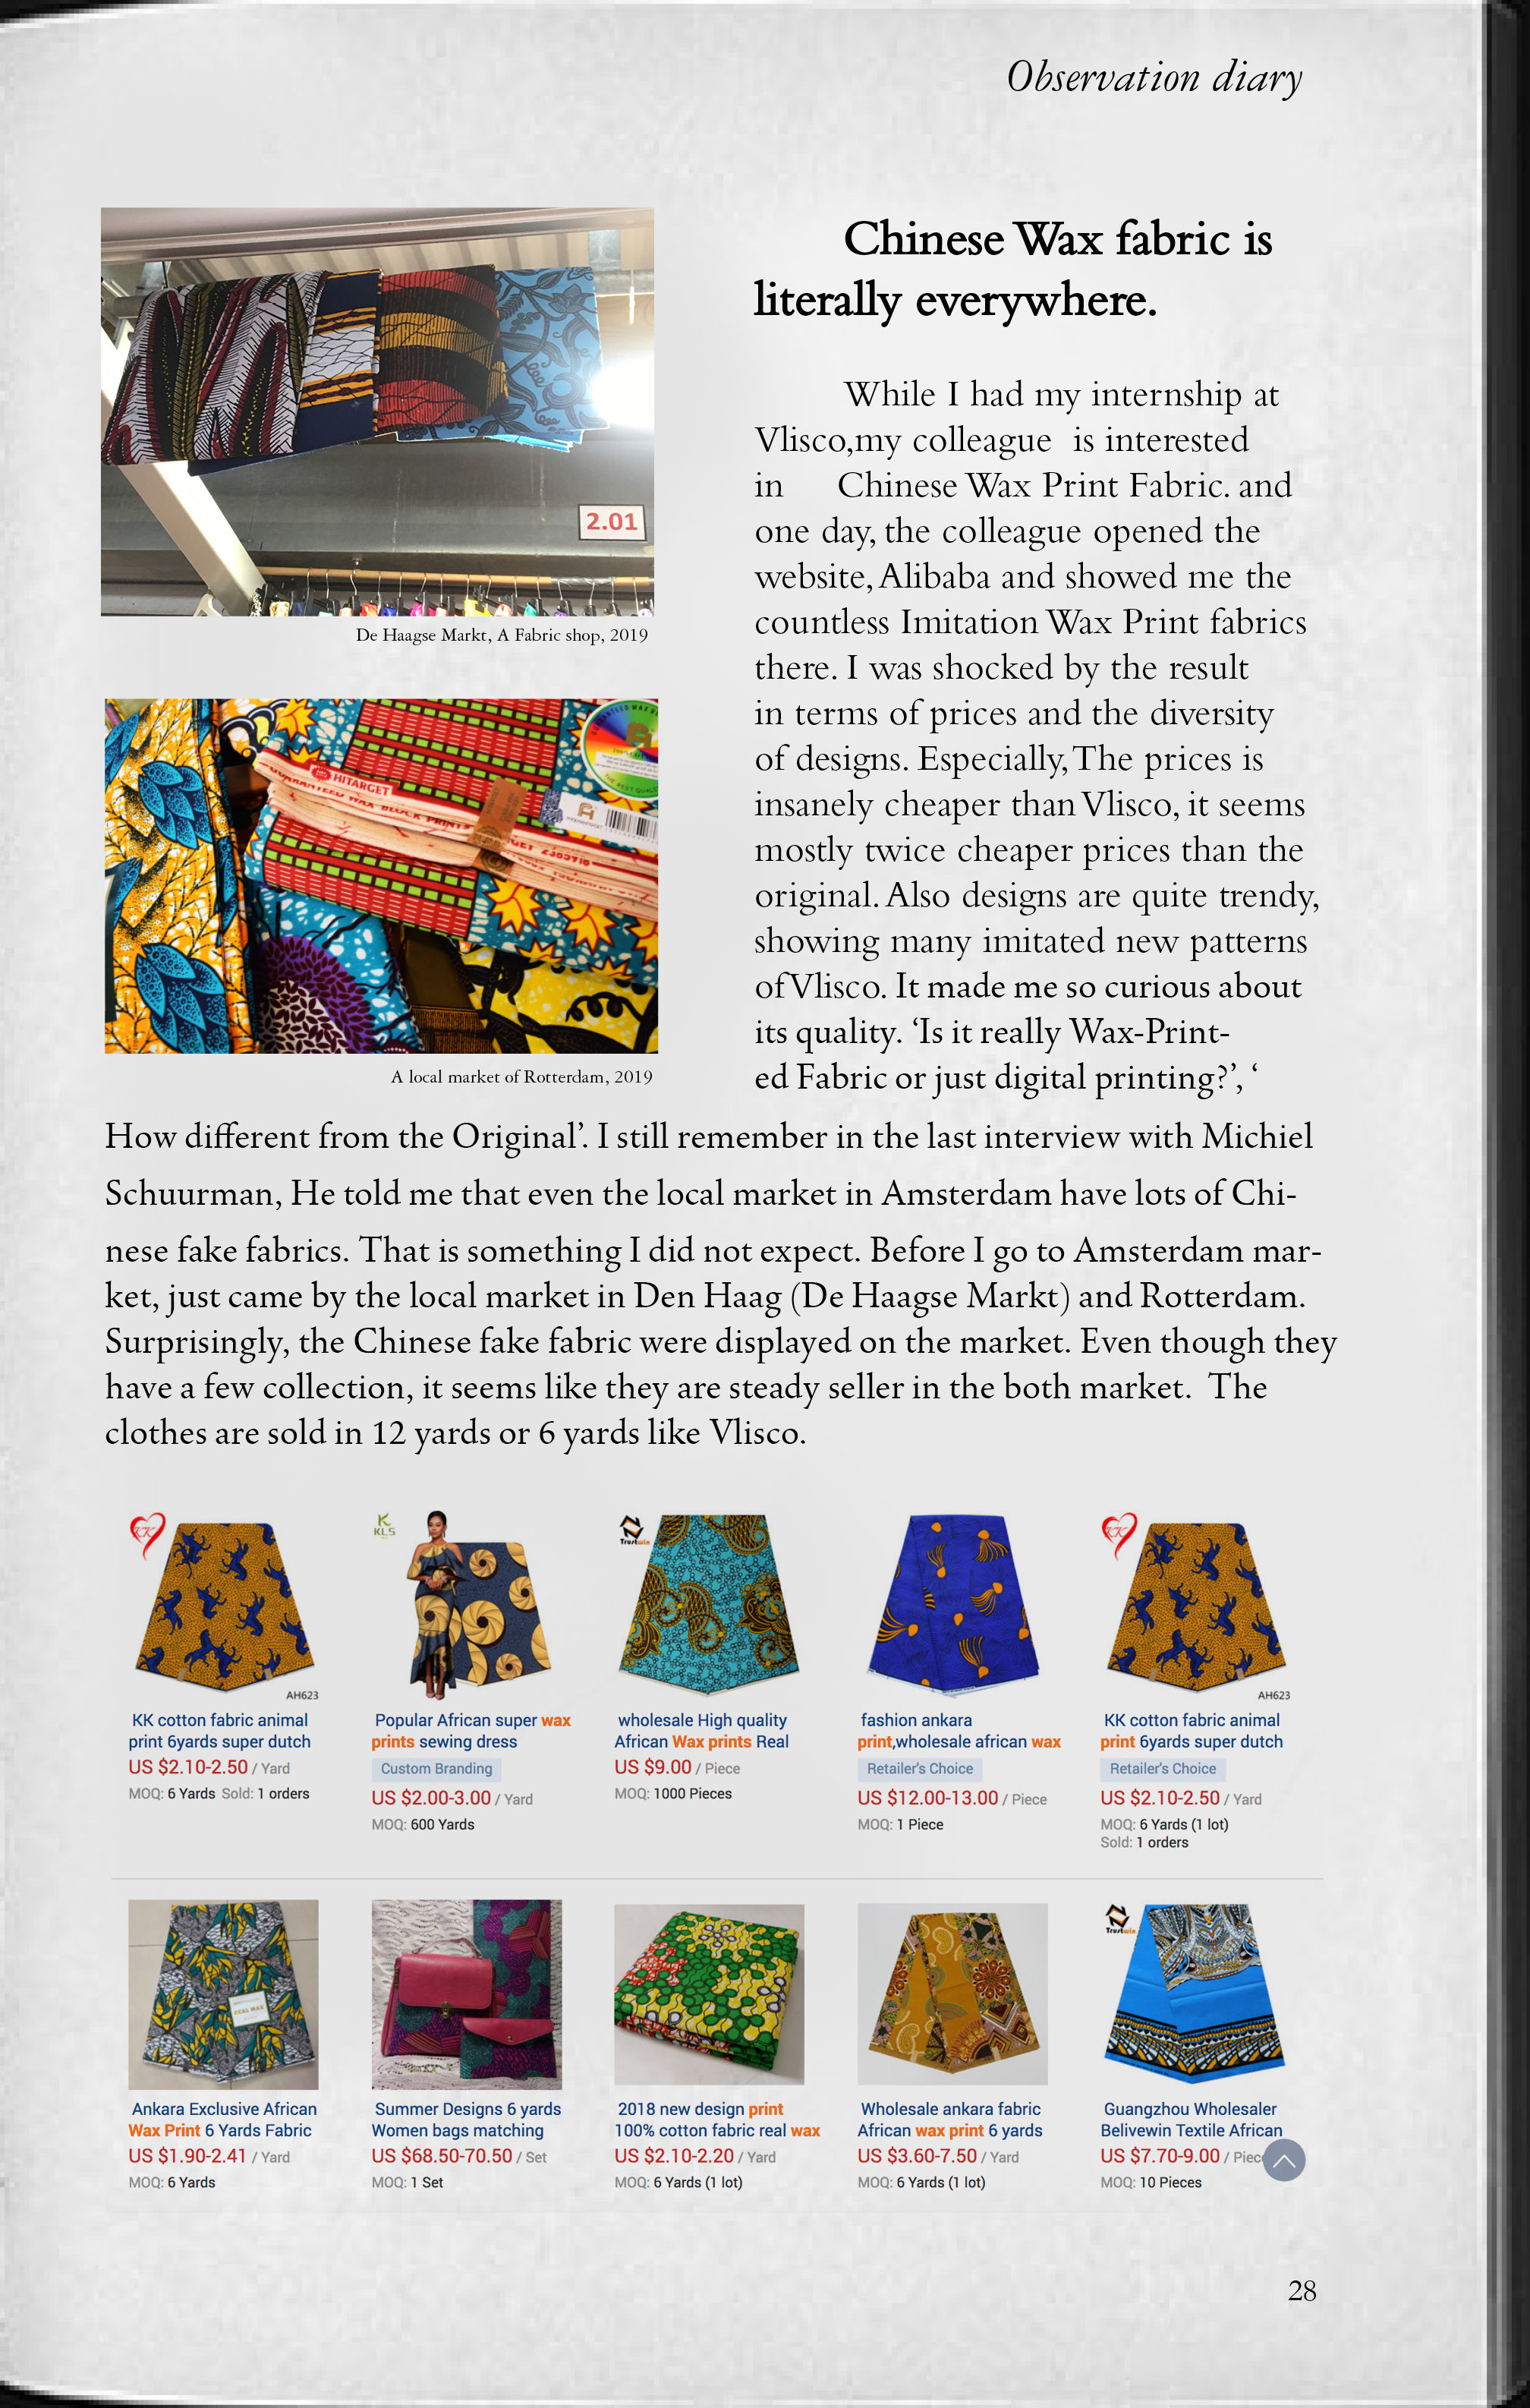 Observation diary
Chinese Wax fabric is
literally everywhere.
While I had my internship at
Vlisco,my colleague is interested
in Chinese Wax Print Fabric. and
one day, the colleague opened the
website, Alibaba and showed me the
countless Imitation Wax Print fabrics
there. I was shocked by the result
in terms of prices and the diversity
of designs. Especially, The prices is
insanely cheaper than Vlisco, it seems
mostly twice cheaper prices than the
original. Also designs are quite trendy,
showing many imitated new patterns
of Vlisco. It made me so curious about
its quality. ‘Is it really Wax-Print-
ed Fabric or just digital printing?’, ‘
How different from the Original’. I still remember in the last interview with Michiel
Schuurman, He told me that even the local market in Amsterdam have lots of Chi-
nese fake fabrics. That is something I did not expect. Before I go to Amsterdam mar-
ket, just came by the local market in Den Haag (De Haagse Markt) and Rotterdam.
Surprisingly, the Chinese fake fabric were displayed on the market. Even though they
have a few collection, it seems like they are steady seller in the both market. The
clothes are sold in 12 yards or 6 yards like Vlisco.
2.01
De Haagse Markt, A Fabric shop, 2019
HITARGET
GUARANTEED WAX BLOCK PRINTS
THE BEST QUALITY
A local market of Rotterdam, 2019
KK
AH623
KK cotton fabric animal
print 6yards super dutch
US $2.10-2.50 / Yard
MOQ: 6 Yards Sold: 1 orders
K
KLS
Popular African super wax
prints sewing dress
Custom Branding
US $2.00-3.00 / Yard
MOQ: 600 Yards
Trustwin
wholesale High quality
African Wax prints Real
US $9.00 / Piece
MOQ: 1000 Pieces
fashion ankara
print,wholesale african wax
Retailer's Choice
US $12.00-13.00 / Piece
MOQ: 1 Piece
KK
AH623
KK cotton fabric animal
print 6yards super dutch
Retailer's Choice
US $2.10-2.50 / Yard
MOQ: 6 Yards (1 lot)
Sold: 1 orders
REAL WAX
Ankara Exclusive African
Wax Print 6 Yards Fabric
US $1.90-2.41 / Yard
MOQ: 6 Yards
Summer Designs 6 yards
Women bags matching
US $68.50-70.50 / Set
MOQ: 1 Set
2018 new design print
100% cotton fabric real wax
US $2.10-2.20 / Yard
MOQ: 6 Yards (1 lot)
Wholesale ankara fabric
African wax print 6 yards
US $3.60-7.50 / Yard
MOQ: 6 Yards (1 lot)
Trustwin
Guangzhou Wholesaler
Belivewin Textile African
US $7.70-9.00 / Piec
MOQ: 10 Pieces
28